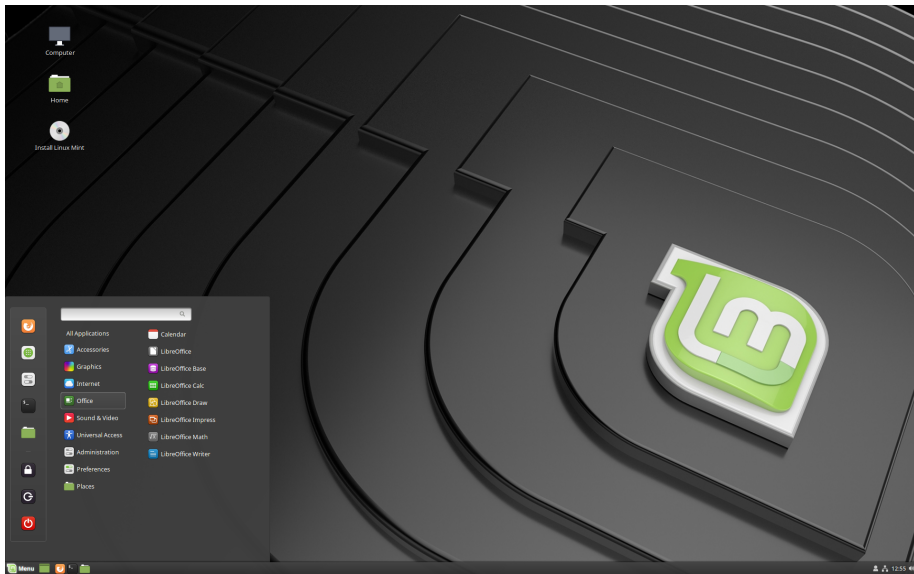 Computer
Home
Install Linux Mint
lm
All Applications
Accessories
Graphics
Internet
Office
Sound & Video
Universal Access
Administration
Preferences
Places
Calendar
LibreOffice
LibreOffice Base
LibreOffice Calc
LibreOffice Draw
LibreOffice Impress
LibreOffice Math
LibreOffice Writer
Menu
12:55